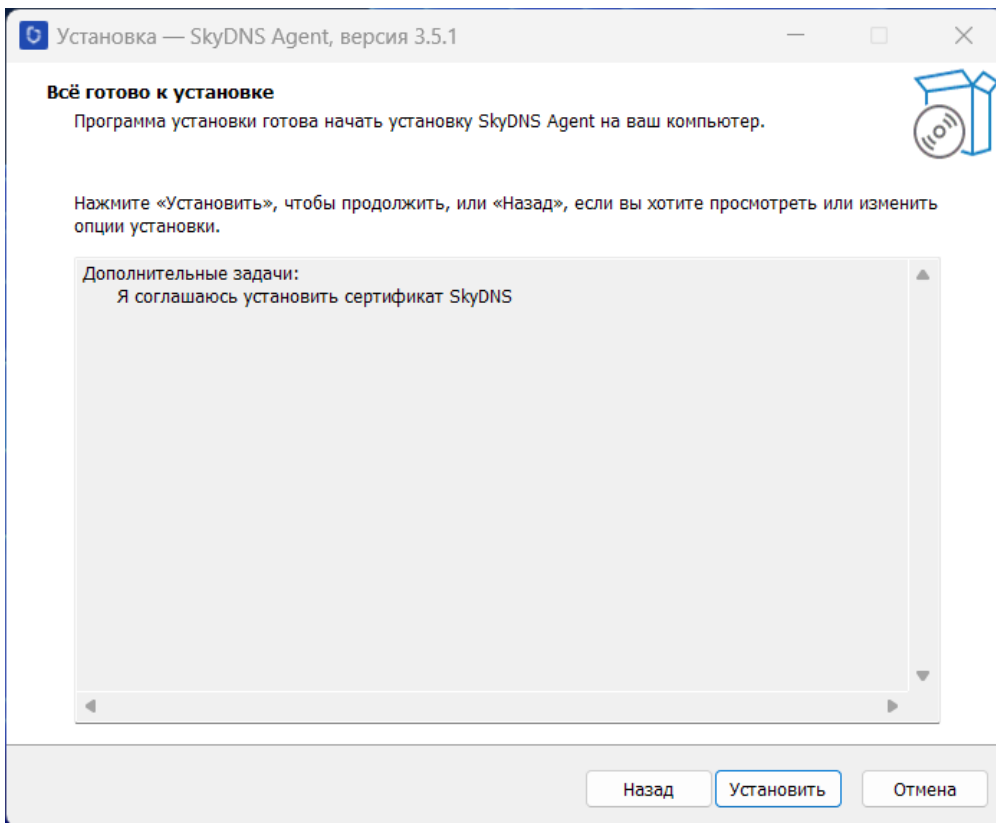 Установка — SkyDNS Agent, версия 3.5.1
Всё готово к установке
Программа установки готова начать установку SkyDNS Agent на ваш компьютер.
Нажмите «Установить», чтобы продолжить, или «Назад», если вы хотите просмотреть или изменить
опции установки.
Дополнительные задачи:
Я соглашаюсь установить сертификат SkyDNS
Назад
Установить
Отмена